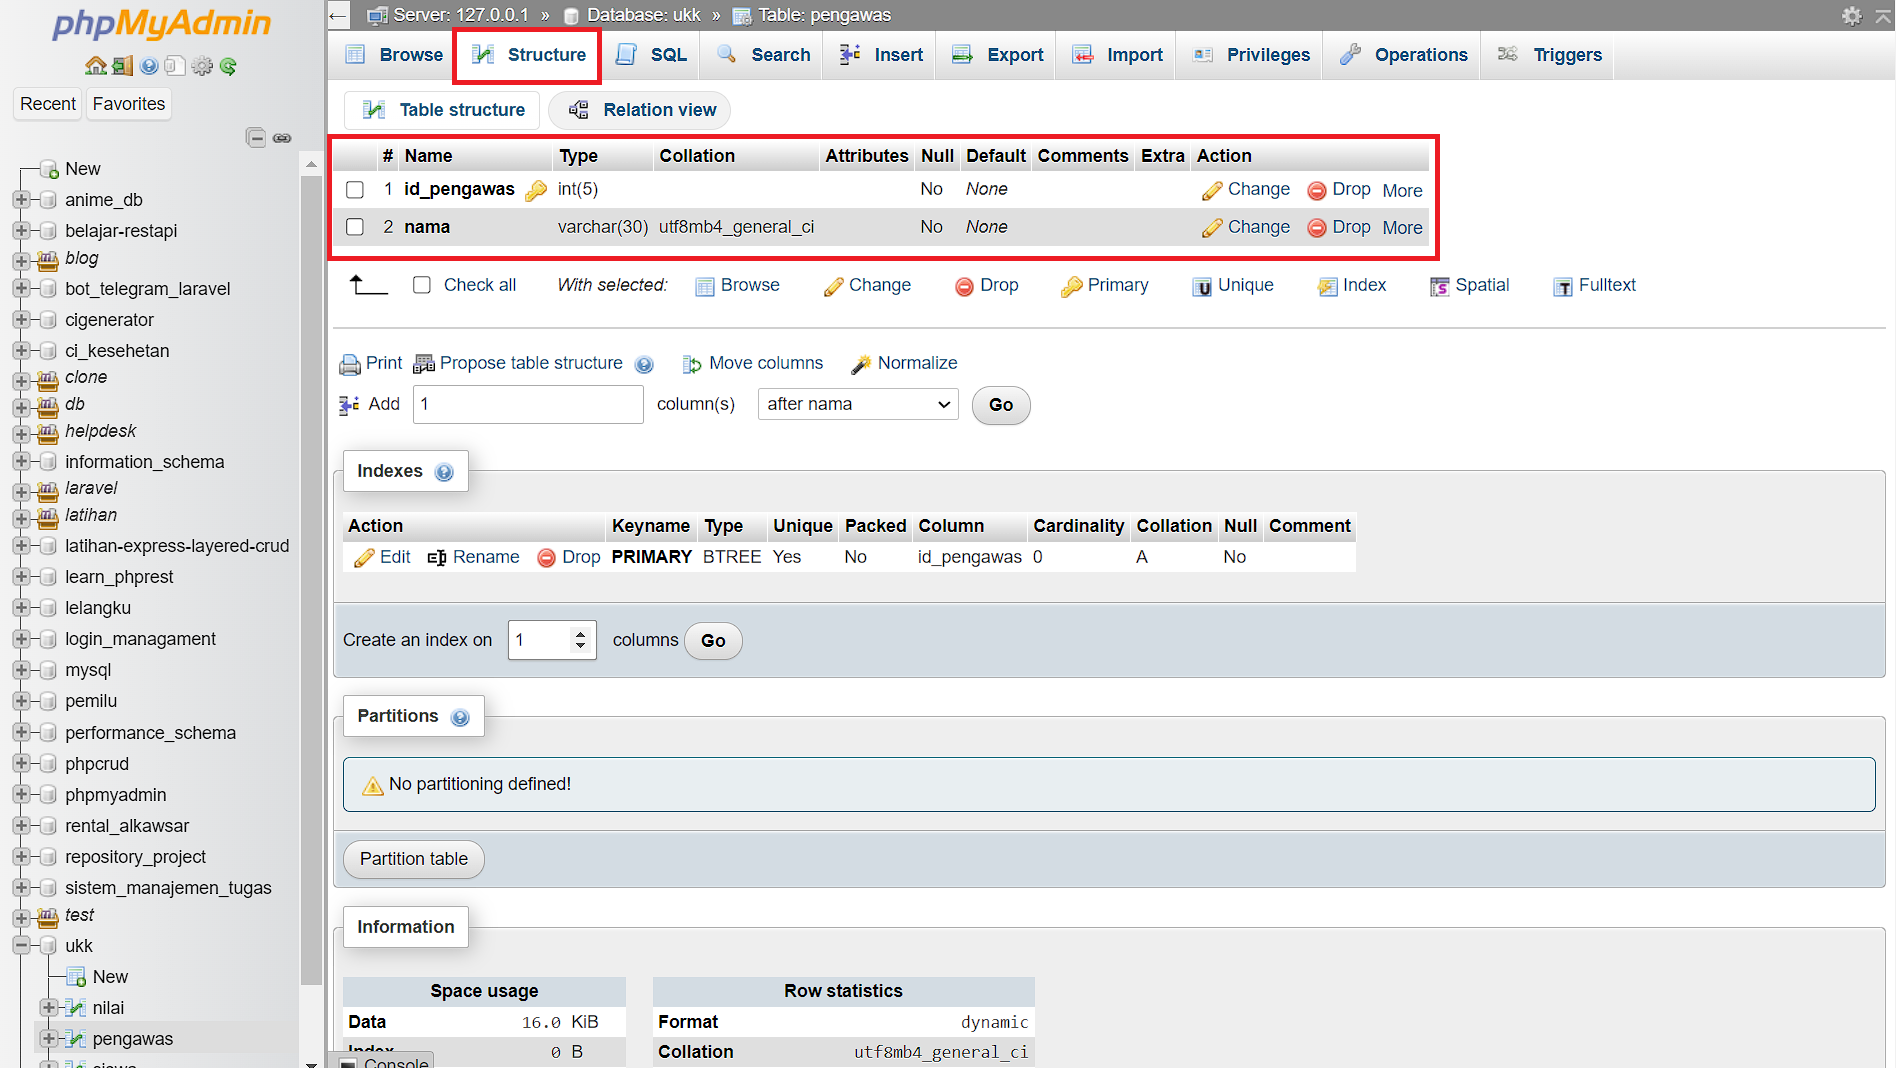 phpMyAdmin
Recent
Favorites
New
anime_db
belajar-restapi
blog
bot_telegram_laravel
cigenerator
ci_kesehetan
clone
db
helpdesk
information_schema
laravel
latihan
latihan-express-layered-crud
learn_phprest
lelangku
login_managament
mysql
pemilu
performance_schema
phpcrud
phpmyadmin
rental_alkawsar
repository_project
sistem_manajemen_tugas
test
ukk
New
nilai
pengawas
Server: 127.0.0.1 » Database: ukk » Table: pengawas
Browse Structure SQL Search Insert Export Import Privileges Operations Triggers
Table structure Relation view
# Name Type Collation Attributes Null Default Comments Extra Action
1 id_pengawas int(5) No None Change Drop More
2 nama varchar(30) utf8mb4_general_ci No None Change Drop More
Check all With selected: Browse Change Drop Primary Unique Index Spatial Fulltext
Print Propose table structure Move columns Normalize
Add 1 column(s) after nama Go
Indexes
Action Keyname Type Unique Packed Column Cardinality Collation Null Comment
Edit Rename Drop PRIMARY BTREE Yes No id_pengawas 0 A No
Create an index on 1 columns Go
Partitions
No partitioning defined!
Partition table
Information
Space usage
Data 16.0 KiB
Index 0 B
Row statistics
Format dynamic
Collation utf8mb4_general_ci
Console